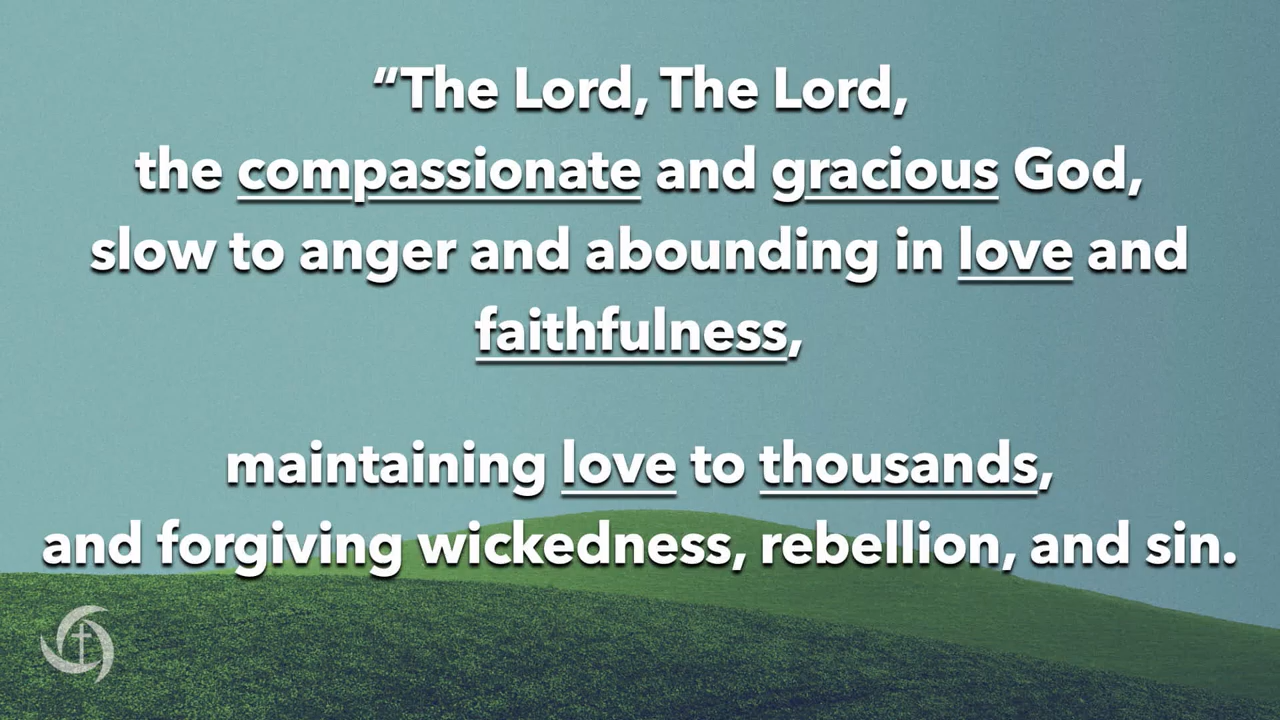 “The Lord, The Lord,
the compassionate and gracious God,
slow to anger and abounding in love and
faithfulness,
maintaining love to thousands,
and forgiving wickedness, rebellion, and sin.